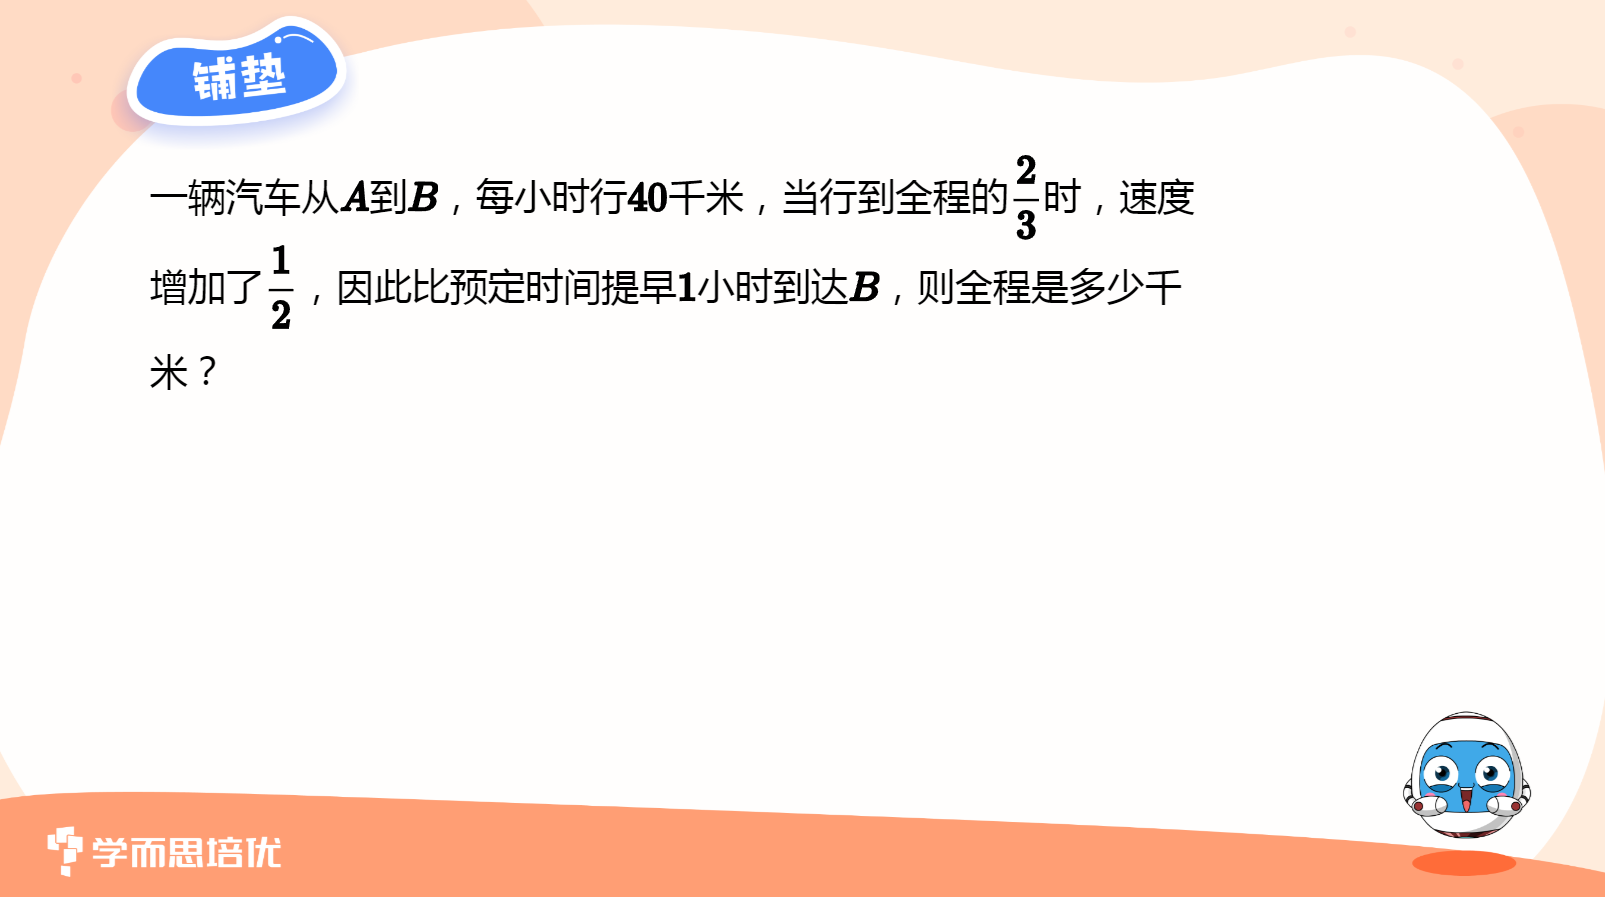 铺垫
一辆汽车从A到B，每小时行40千米，当行到全程的2/3时，速度
增加了1/2，因此比预定时间提早1小时到达B，则全程是多少千
米？
学而思培优